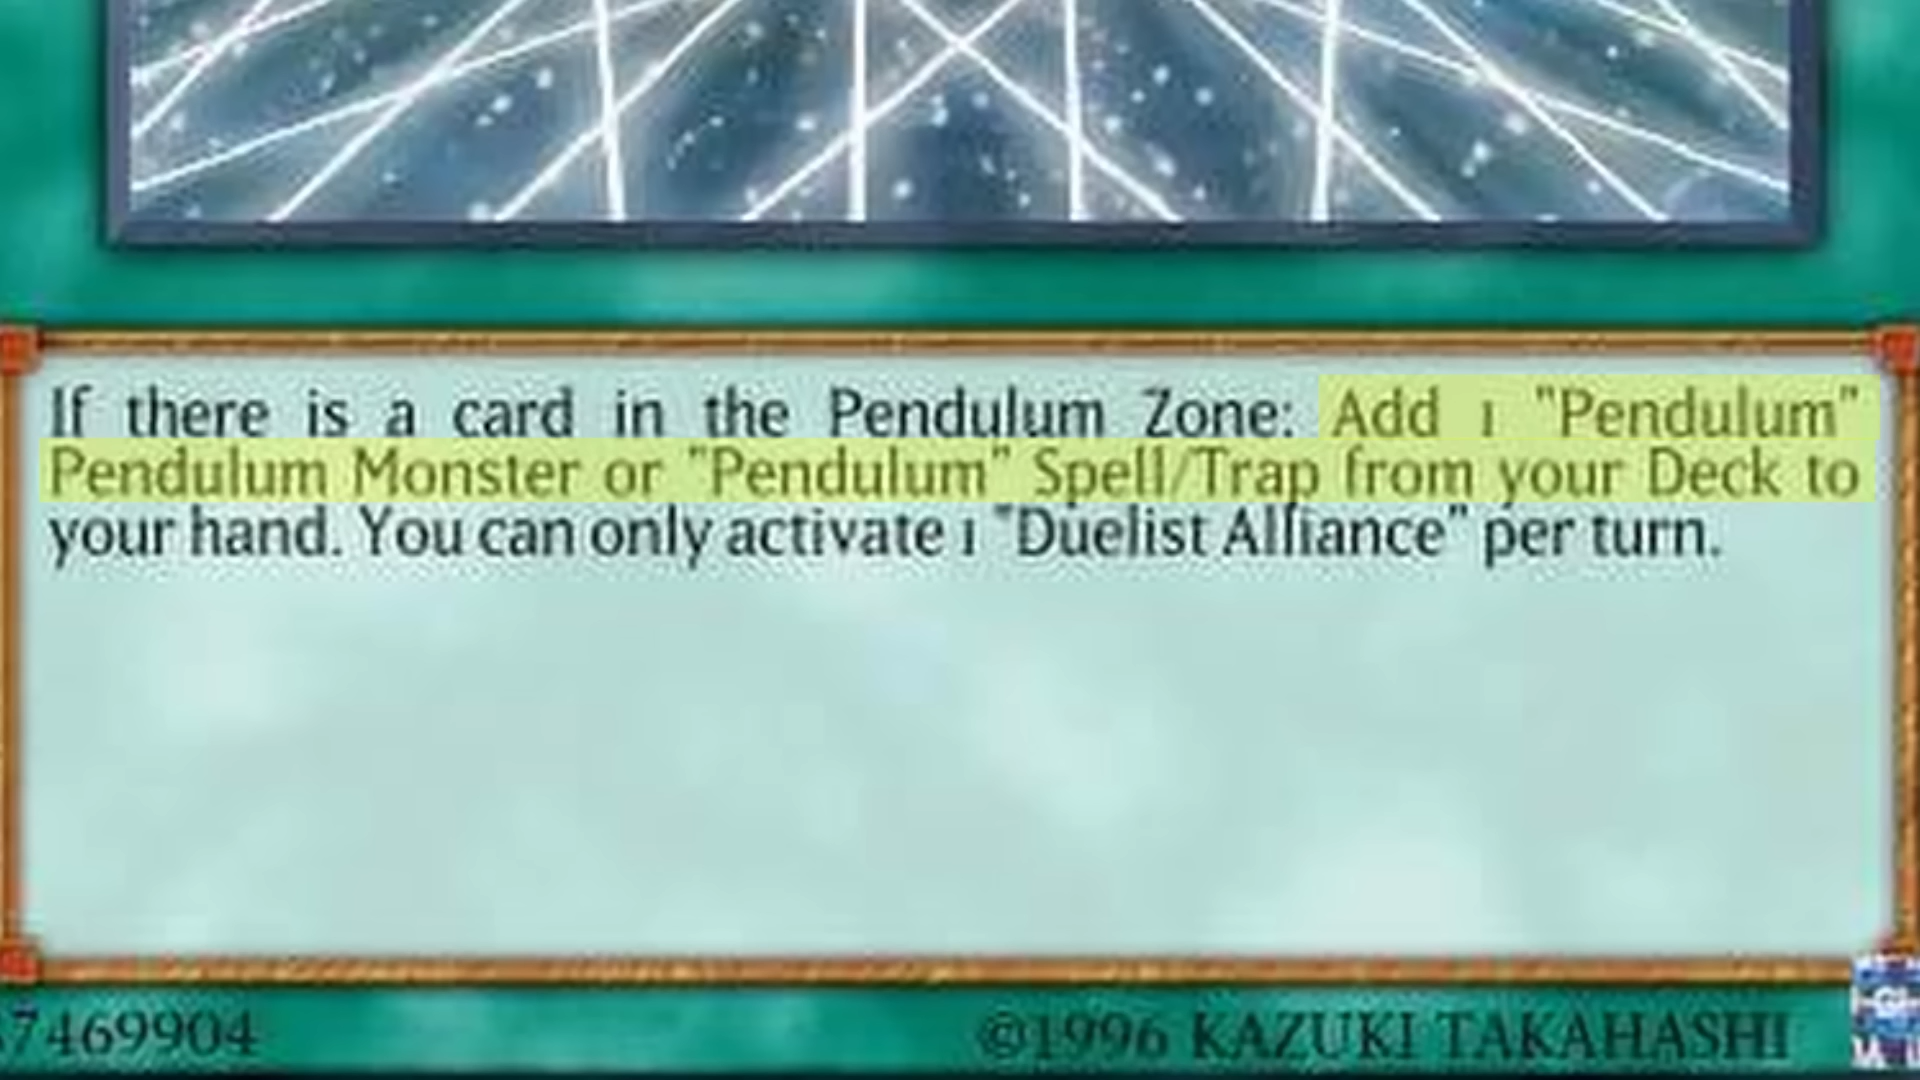 If there is a card in the Pendulum Zone: Add 1 "Pendulum"
Pendulum Monster or "Pendulum" Spell/Trap from your Deck to
your hand. You can only activate 1 "Duelist Alliance" per turn.
7469904 ©1996 KAZUKI TAKAHASHI